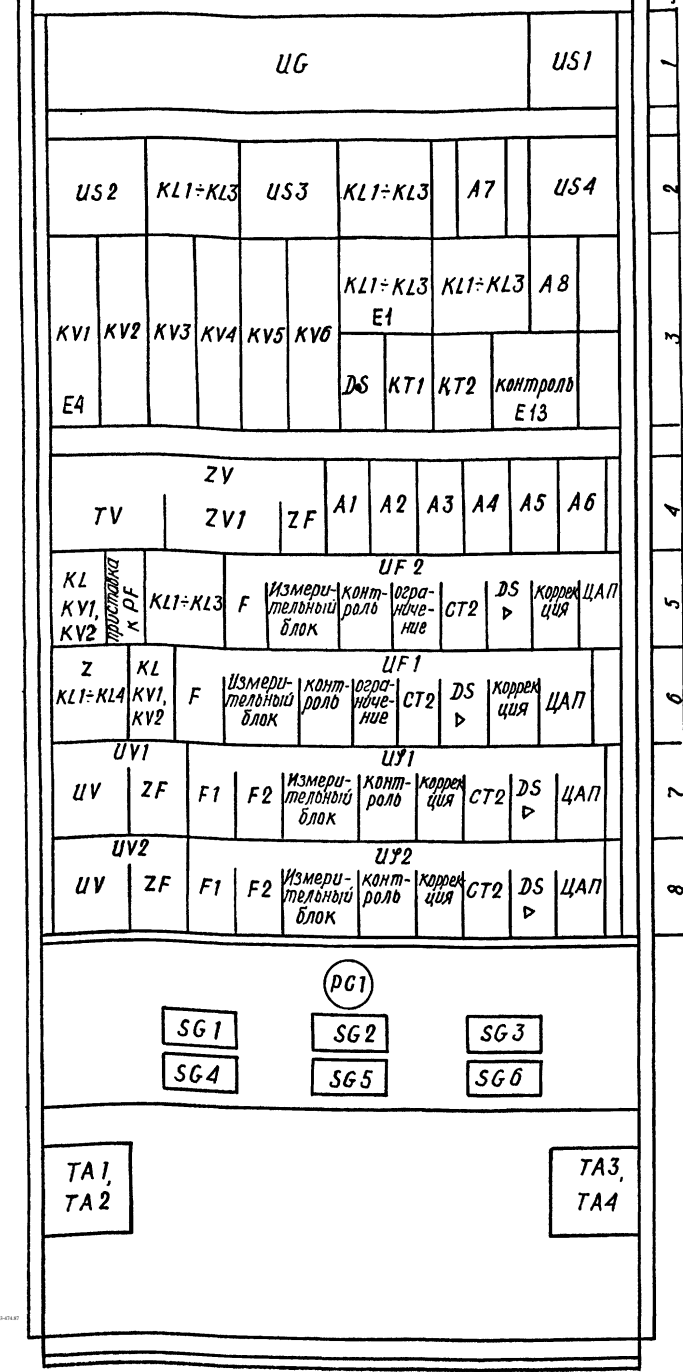 UG US1 1
US2 KL1÷KL3 US3 KL1÷KL3 A7 US4 2
KL1÷KL3 KL1÷KL3 A8
E1
KV1 KV2 KV3 KV4 KV5 KV6 3
DS KT1 KT2 контроль
E4 E13
ZV
TV ZV1 ZF A1 A2 A3 A4 A5 A6 4
UF2
KL приставка KL1÷KL3 F Измери- конт- огра- CT2 DS Коррек ЦАП 5
KV1, к РF тительный роль ничe- ▷ ция
KV2 блок ние
UF1
Z KL F Измери- конт- огра- CT2 DS Коррек ЦАП 6
KL1÷KL4 KV1, тельный роль ниче- ▷ ция
KV2 блок ние
UV1 Uφ1
UV ZF F1 F2 Измери- конт- коррек CT2 DS ЦАП 7
тельный роль ция ▷
блок
UV2 Uφ2
UV ZF F1 F2 Измери- конт- коррек CT2 DS ЦАП 8
тельный роль ция ▷
блок
PG1
SG1 SG2 SG3
SG4 SG5 SG6
TA1, TA3,
TA2 TA4